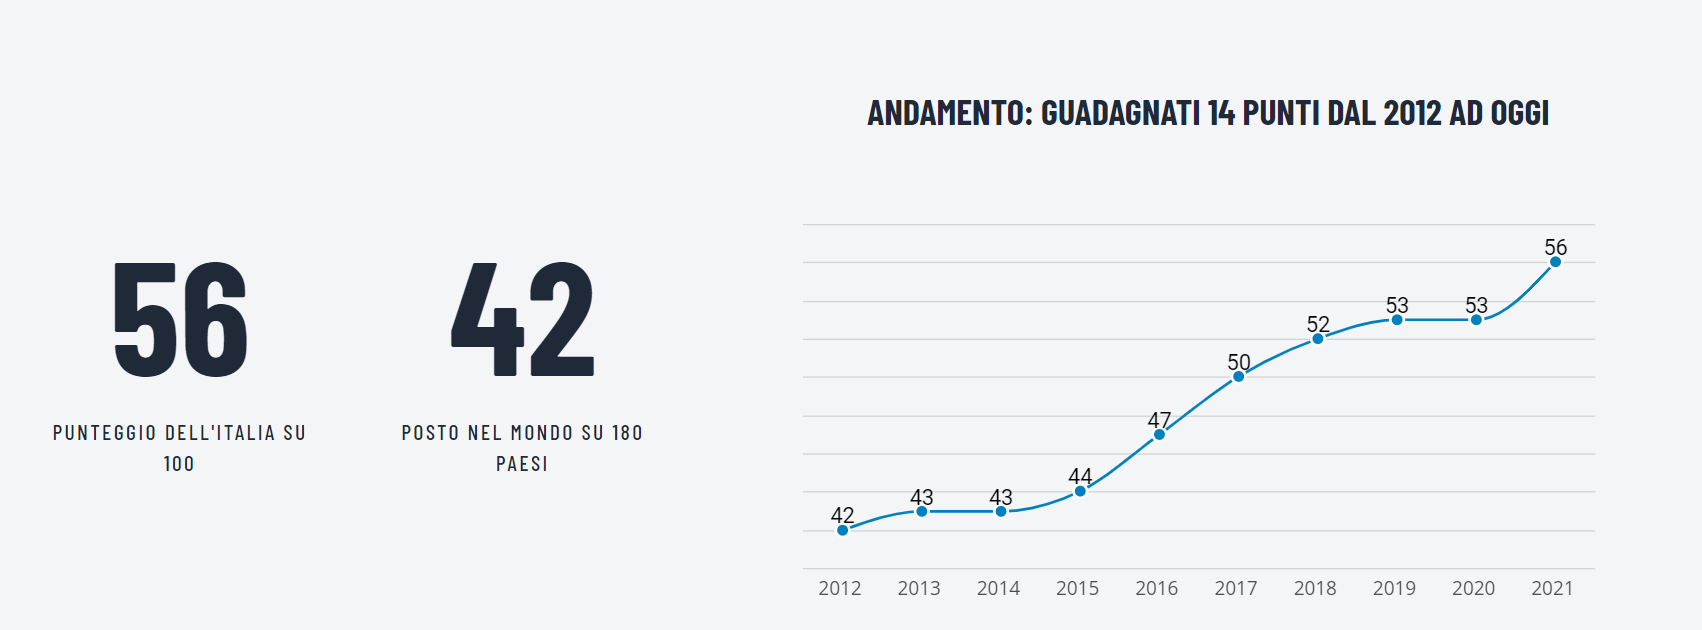 ANDAMENTO: GUADAGNATI 14 PUNTI DAL 2012 AD OGGI
56
PUNTEGGIO DELL'ITALIA SU
100
42
POSTO NEL MONDO SU 180
PAESI
42
43
43
44
47
50
52
53
53
56
2012 2013 2014 2015 2016 2017 2018 2019 2020 2021